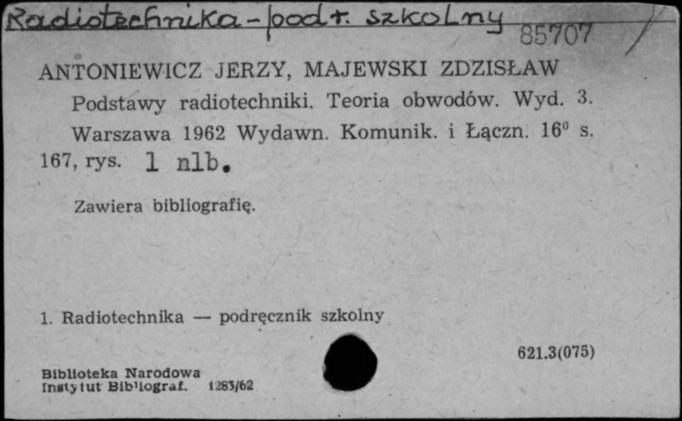 Radiotechnika - podr. szkolny
85707
ANTONIEWICZ JERZY, MAJEWSKI ZDZISŁAW
Podstawy radiotechniki. Teoria obwodów. Wyd. 3.
Warszawa 1962 Wydawn. Komunik. i Łączn. 16⁰ s.
167, rys. 1 nlb.
Zawiera bibliografię.
1. Radiotechnika — podręcznik szkolny
621.3(075)
Biblioteka Narodowa
Instytut Bibliograf. 1283/62